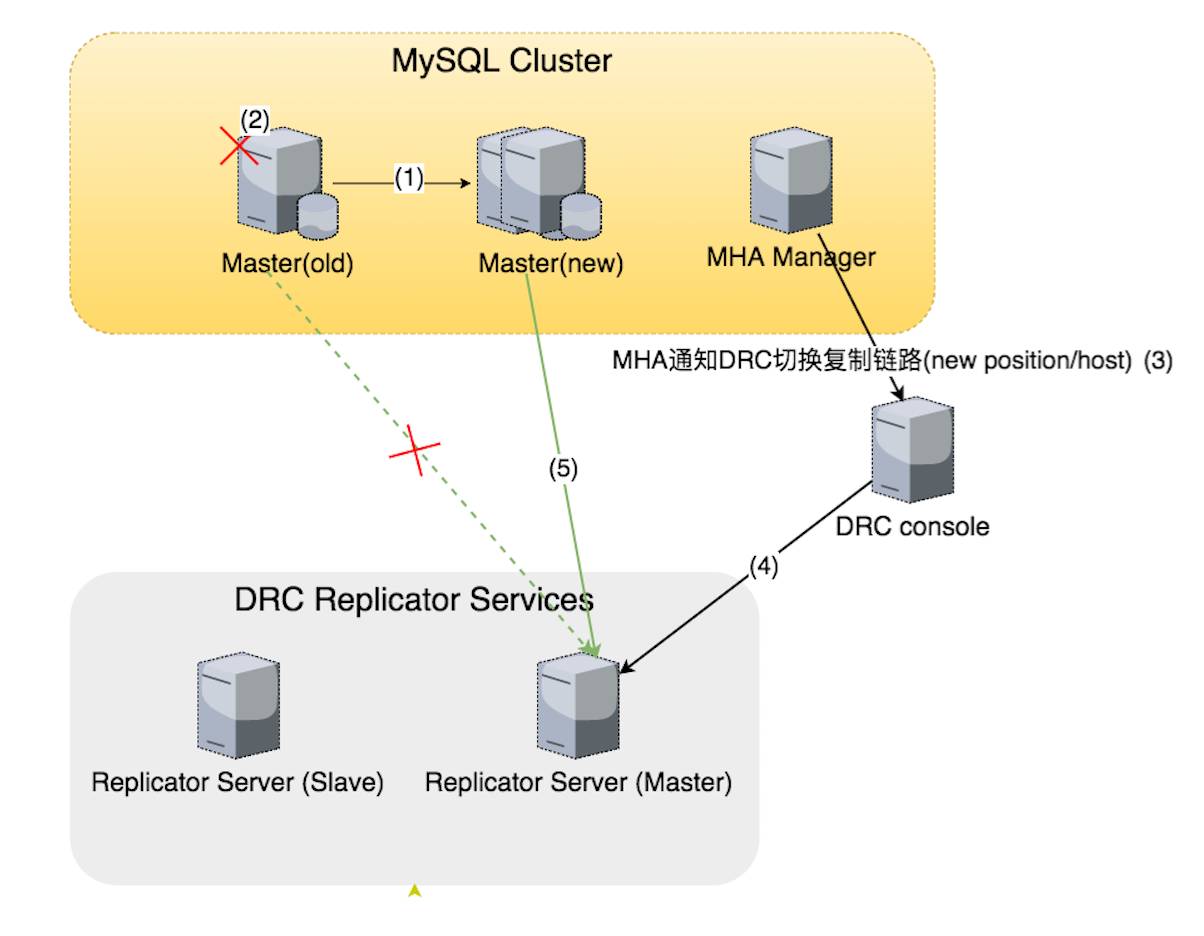 MySQL Cluster
(2)
(1)
Master(old)
Master(new)
MHA Manager
MHA通知DRC切换复制链路(new position/host) (3)
(5)
DRC console
(4)
DRC Replicator Services
Replicator Server (Slave)
Replicator Server (Master)